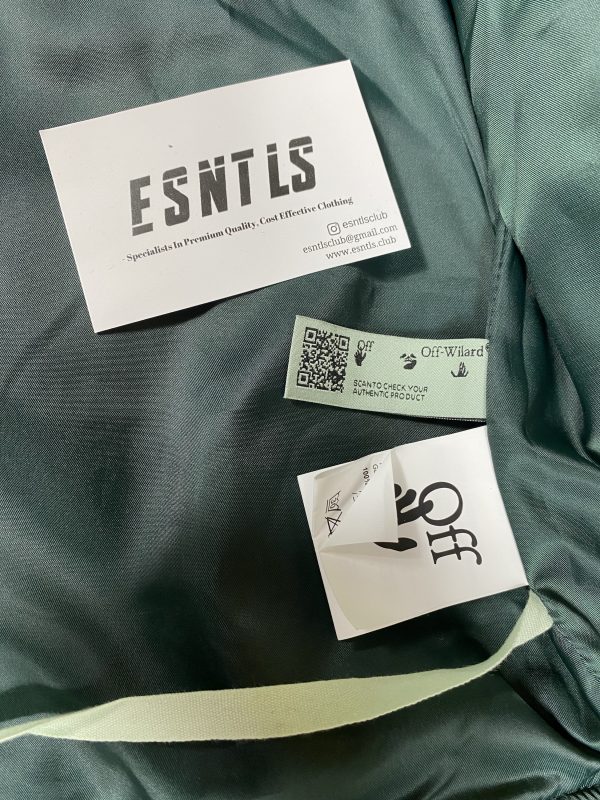 ESNTLS
- Specialists In Premium Quality, Cost Effective Clothing
esntlsclub
esntlsclub@gmail.com
www.esntls.club
Off
Off-Wilard
SCAN TO CHECK YOUR
AUTHENTIC PRODUCT
Off
100%